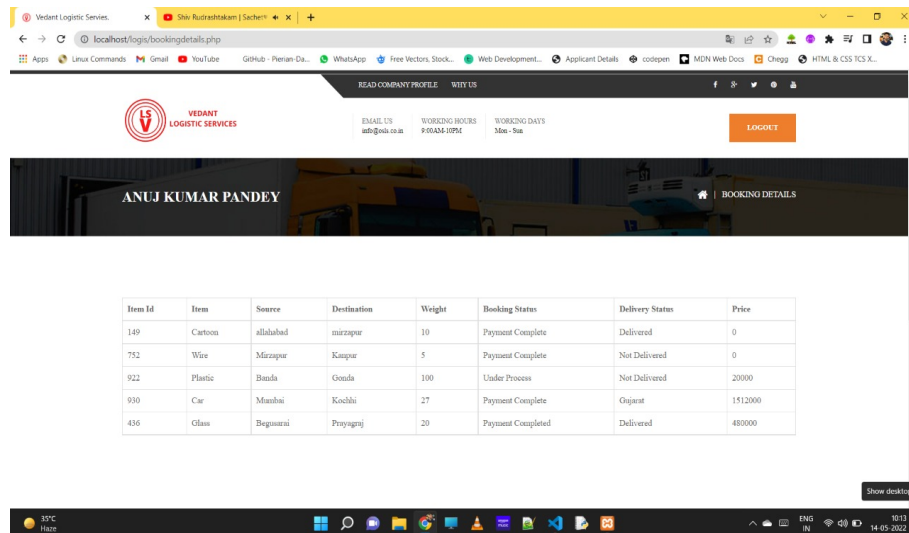 Vedant Logistic Servies.
Shiv Rudrashtakam | Sachet
localhost/logis/bookingdetails.php
Apps Linux Commands Gmail YouTube GitHub - Pierian-Da... WhatsApp Free Vectors, Stock... Web Development... Applicant Details codepen MDN Web Docs Chegg HTML & CSS TCS X...
READ COMPANY PROFILE WHY US
LS
V
VEDANT
LOGISTIC SERVICES
EMAIL US WORKING HOURS WORKING DAYS
info@osls.co.in 9:00AM-10PM Mon - Sun
LOGOUT
ANUJ KUMAR PANDEY
| BOOKING DETAILS
Item Id Item Source Destination Weight Booking Status Delivery Status Price
149 Cartoon allahabad mirzapur 10 Payment Complete Delivered 0
752 Wire Mirzapur Kanpur 5 Payment Complete Not Delivered 0
922 Plastic Banda Gonda 100 Under Process Not Delivered 20000
930 Car Mumbai Kochhi 27 Payment Complete Gujarat 1512000
436 Glass Begusarai Prayagraj 20 Payment Completed Delivered 480000
Show desktop
35°C
Haze
ENG
IN
10:13
14-05-2022